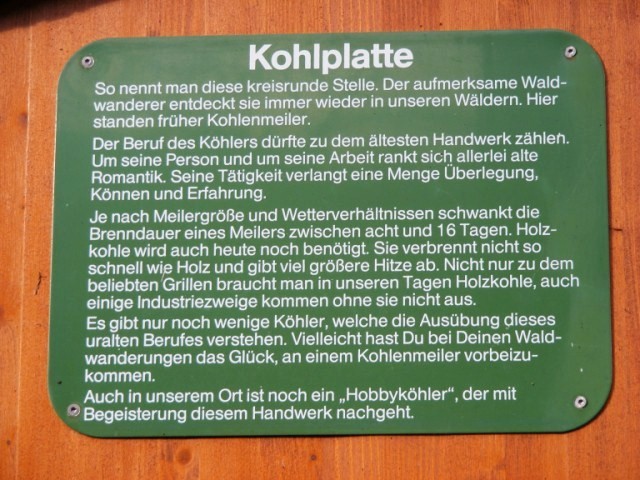 Kohlplatte
So nennt man diese kreisrunde Stelle. Der aufmerksame Wald-
wanderer entdeckt sie immer wieder in unseren Wäldern. Hier
standen früher Kohlenmeiler.
Der Beruf des Köhlers dürfte zu dem ältesten Handwerk zählen.
Um seine Person und um seine Arbeit rankt sich allerlei alte
Romantik. Seine Tätigkeit verlangt eine Menge Überlegung,
Können und Erfahrung.
Je nach Meilergröße und Wetterverhältnissen schwankt die
Brenndauer eines Meilers zwischen acht und 16 Tagen. Holz-
kohle wird auch heute noch benötigt. Sie verbrennt nicht so
schnell wie Holz und gibt viel größere Hitze ab. Nicht nur zu dem
beliebten Grillen braucht man in unseren Tagen Holzkohle, auch
einige Industriezweige kommen ohne sie nicht aus.
Es gibt nur noch wenige Köhler, welche die Ausübung dieses
uralten Berufes verstehen. Vielleicht hast Du bei Deinen Wald-
wanderungen das Glück, an einem Kohlenmeiler vorbeizu-
kommen.
Auch in unserem Ort ist noch ein „Hobbyköhler“, der mit
Begeisterung diesem Handwerk nachgeht.